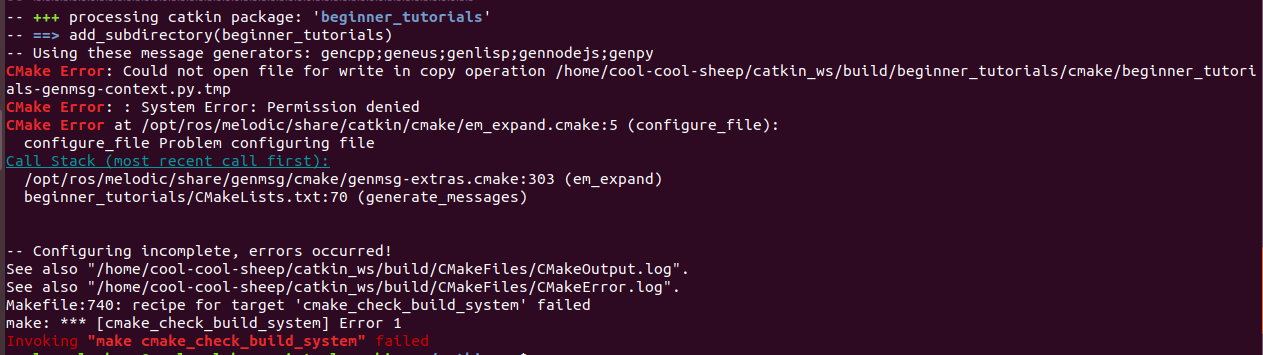 -- +++ processing catkin package: 'beginner_tutorials'
-- ==> add_subdirectory(beginner_tutorials)
-- Using these message generators: gencpp;geneus;genlisp;gennodejs;genpy
CMake Error: Could not open file for write in copy operation /home/cool-cool-sheep/catkin_ws/build/beginner_tutorials/cmake/beginner_tutori
als-genmsg-context.py.tmp
CMake Error: : System Error: Permission denied
CMake Error at /opt/ros/melodic/share/catkin/cmake/em_expand.cmake:5 (configure_file):
  configure_file Problem configuring file
Call Stack (most recent call first):
  /opt/ros/melodic/share/genmsg/cmake/genmsg-extras.cmake:303 (em_expand)
  beginner_tutorials/CMakeLists.txt:70 (generate_messages)
-- Configuring incomplete, errors occurred!
See also "/home/cool-cool-sheep/catkin_ws/build/CMakeFiles/CMakeOutput.log".
See also "/home/cool-cool-sheep/catkin_ws/build/CMakeFiles/CMakeError.log".
Makefile:740: recipe for target 'cmake_check_build_system' failed
make: *** [cmake_check_build_system] Error 1
Invoking "make cmake_check_build_system" failed